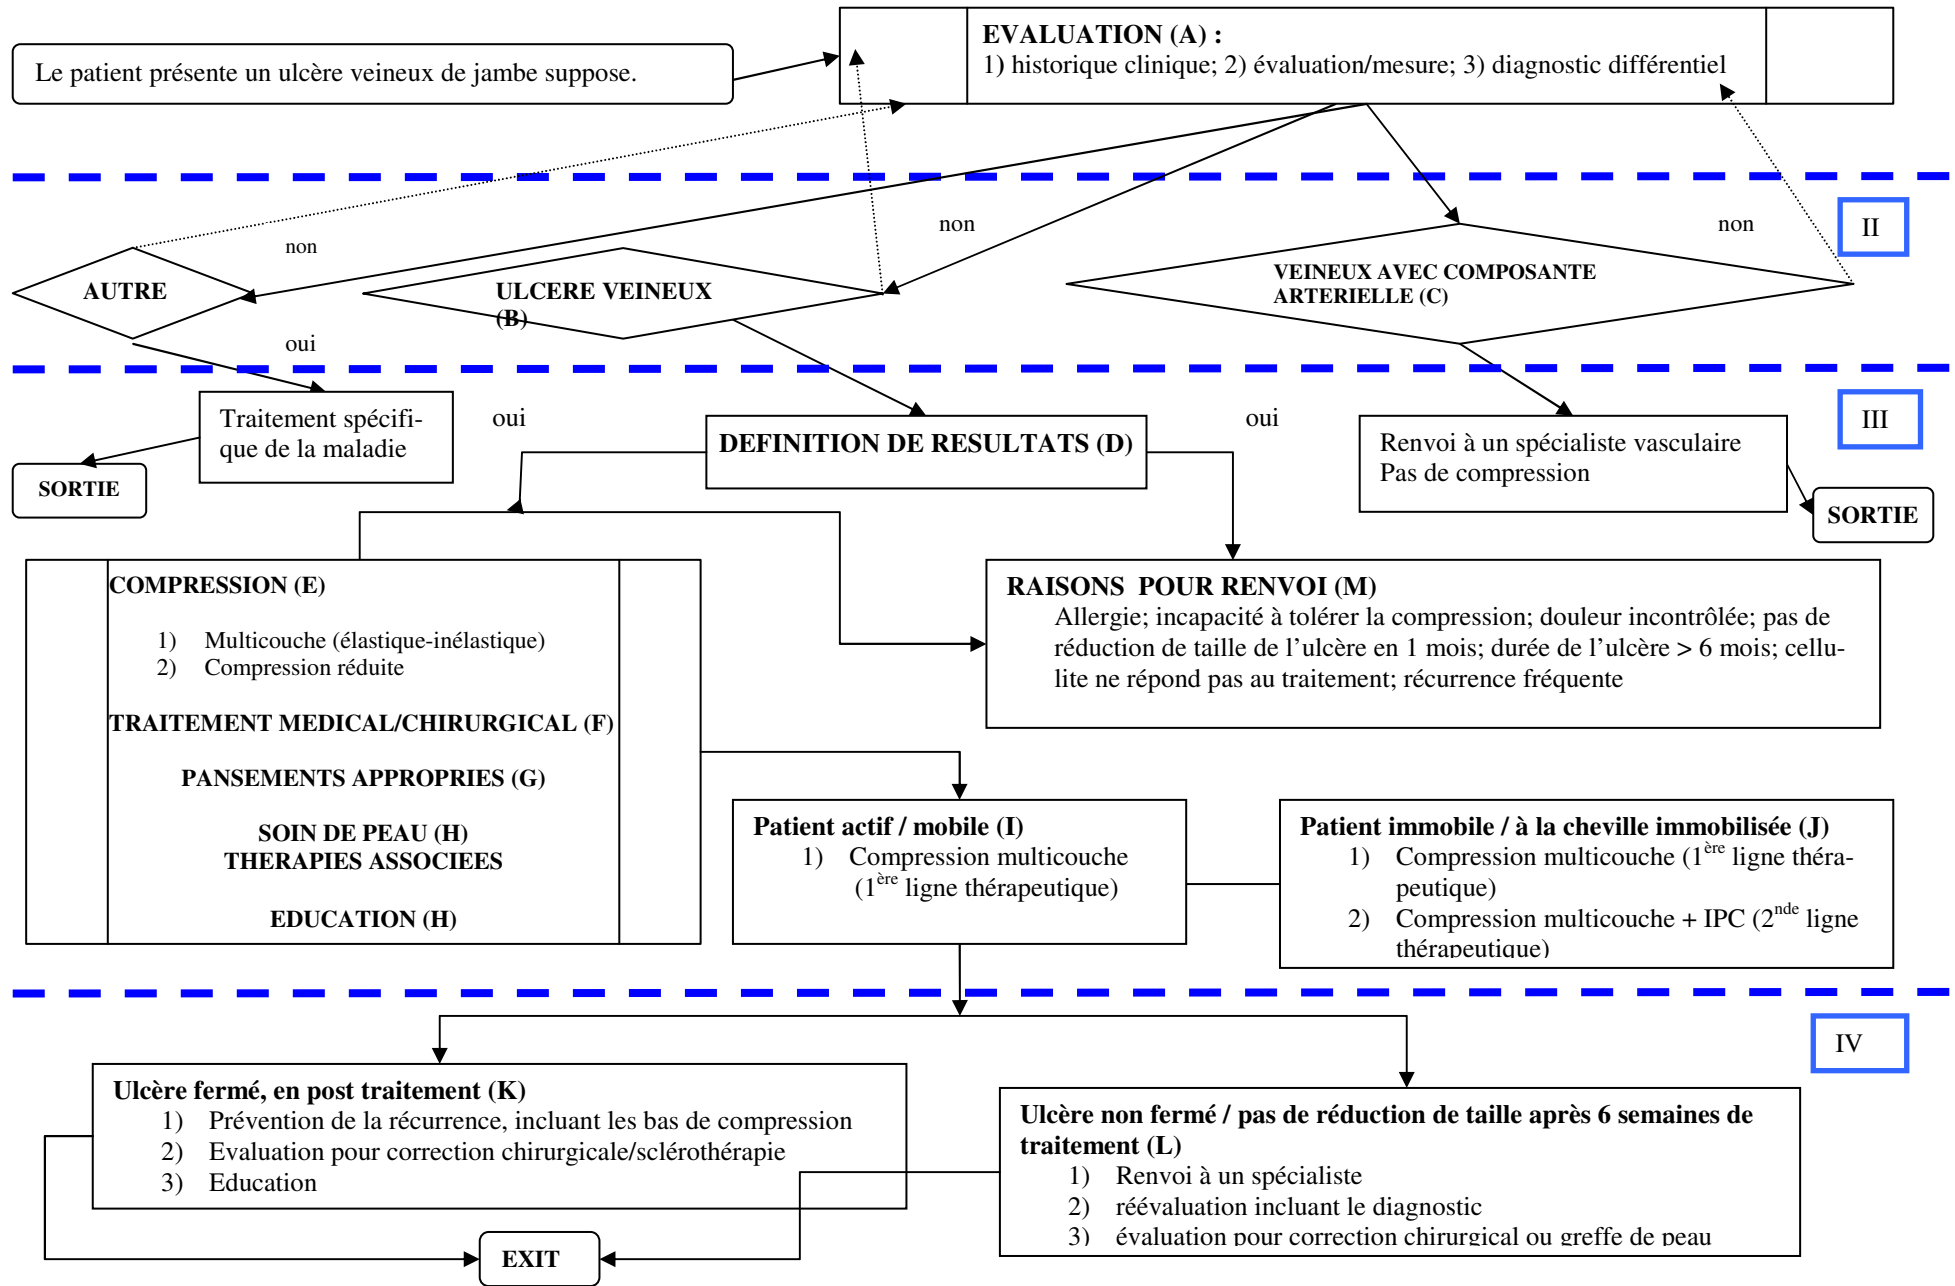 EVALUATION (A) :
1) historique clinique; 2) évaluation/mesure; 3) diagnostic différentiel
Le patient présente un ulcère veineux de jambe suppose.
II
non
non
non
AUTRE
ULCERE VEINEUX
(B)
VEINEUX AVEC COMPOSANTE
ARTERIELLE (C)
oui
III
Traitement spécifi-
que de la maladie
oui
DEFINITION DE RESULTATS (D)
oui
Renvoi à un spécialiste vasculaire
Pas de compression
SORTIE
SORTIE
COMPRESSION (E)
1) Multicouche (élastique-inélastique)
2) Compression réduite
TRAITEMENT MEDICAL/CHIRURGICAL (F)
PANSEMENTS APPROPRIES (G)
SOIN DE PEAU (H)
THERAPIES ASSOCIEES
EDUCATION (H)
RAISONS POUR RENVOI (M)
Allergie; incapacité à tolérer la compression; douleur incontrôlée; pas de
réduction de taille de l’ulcère en 1 mois; durée de l’ulcère > 6 mois; cellu-
lite ne répond pas au traitement; récurrence fréquente
Patient actif / mobile (I)
1) Compression multicouche
(1ère ligne thérapeutique)
Patient immobile / à la cheville immobilisée (J)
1) Compression multicouche (1ère ligne théra-
peutique)
2) Compression multicouche + IPC (2nde ligne
thérapeutique)
IV
Ulcère fermé, en post traitement (K)
1) Prévention de la récurrence, incluant les bas de compression
2) Evaluation pour correction chirurgicale/sclérothérapie
3) Education
Ulcère non fermé / pas de réduction de taille après 6 semaines de
traitement (L)
1) Renvoi à un spécialiste
2) réévaluation incluant le diagnostic
3) évaluation pour correction chirurgical ou greffe de peau
EXIT